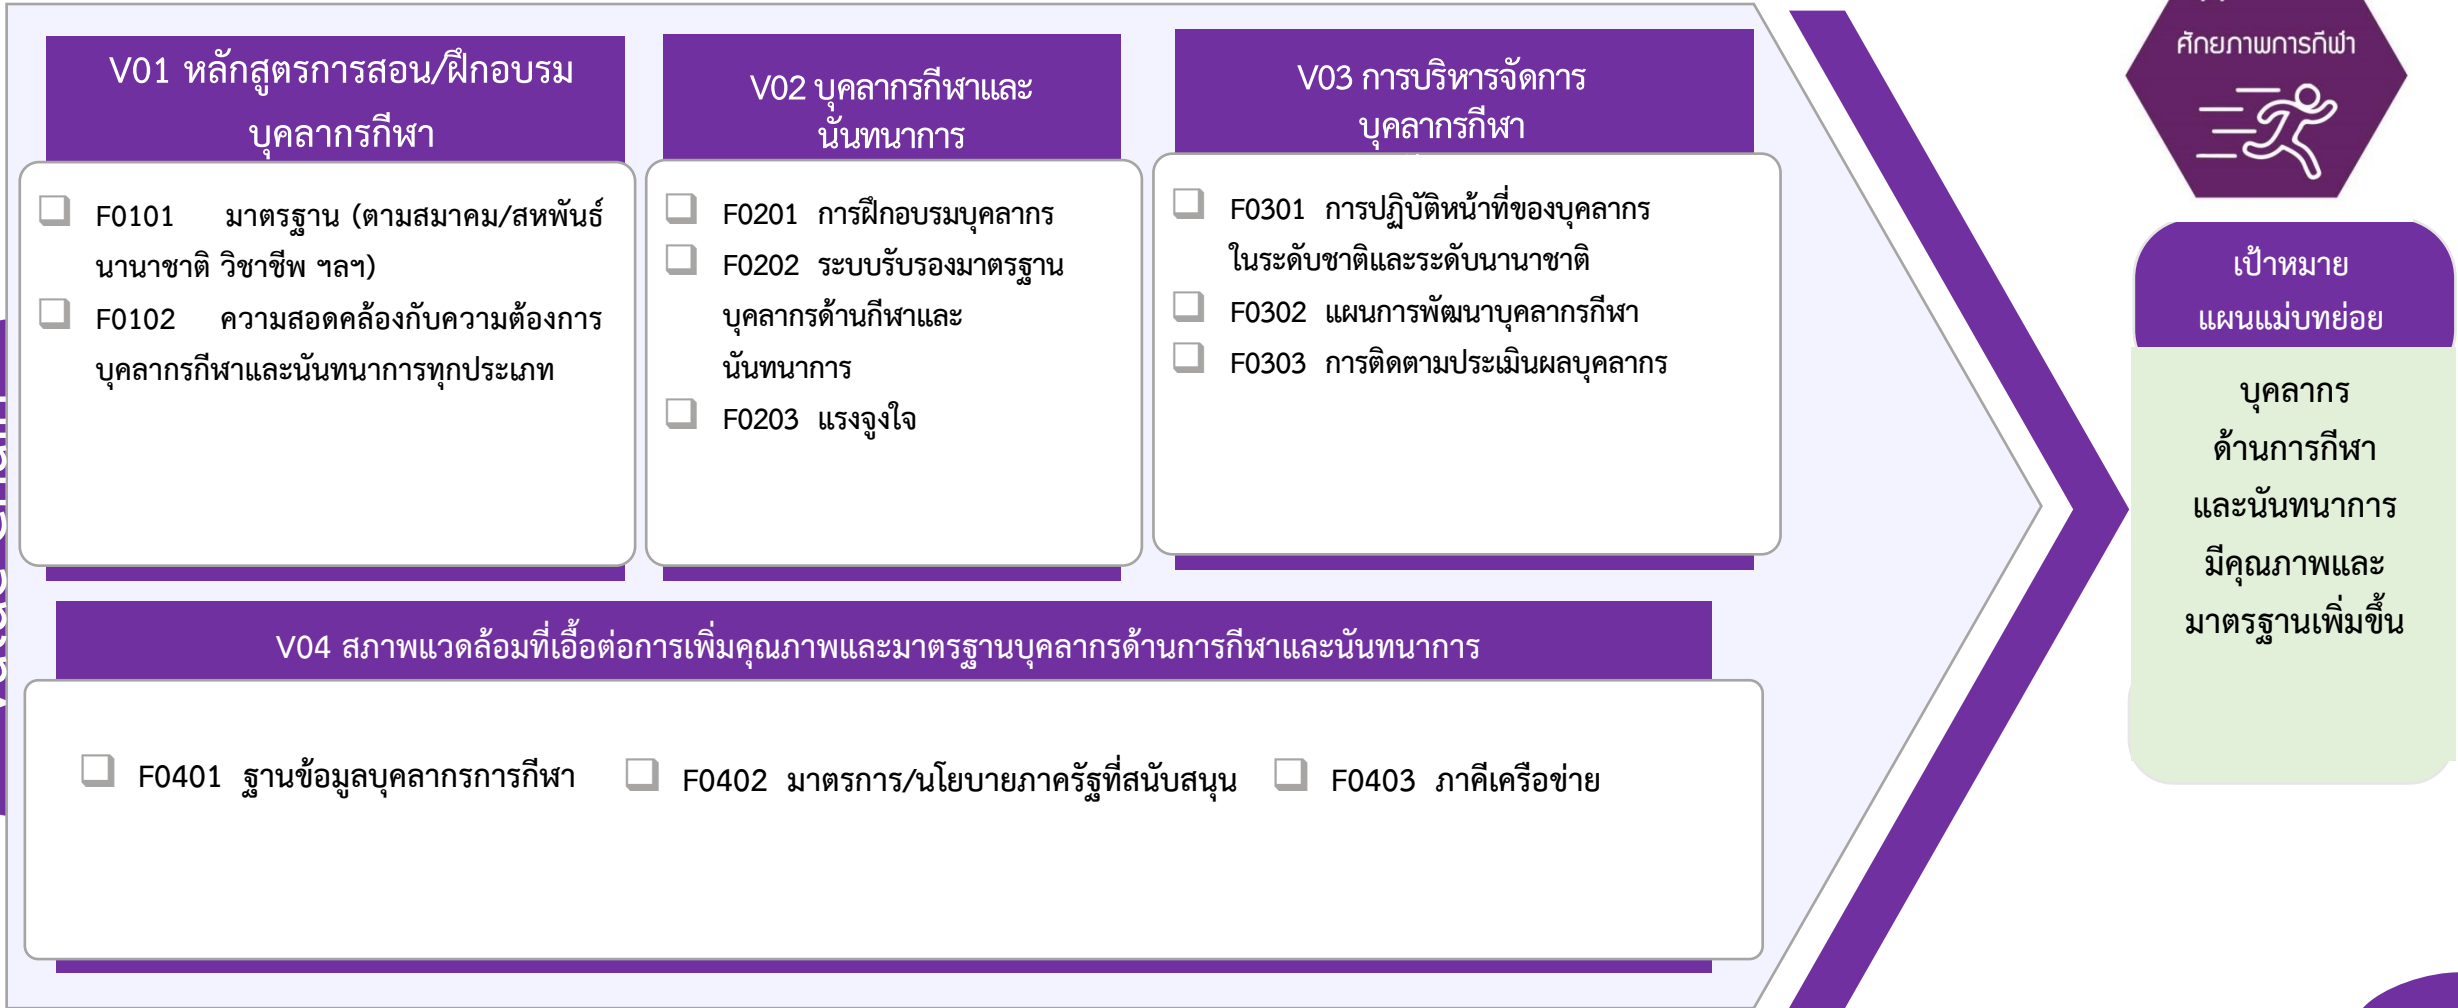 V01 หลักสูตรการสอน/ฝึกอบรม
บุคลากรกีฬา
F0101 มาตรฐาน (ตามสมาคม/สหพันธ์
นานาชาติ วิชาชีพ ฯลฯ)
F0102 ความสอดคล้องกับความต้องการ
บุคลากรกีฬาและนันทนาการทุกประเภท
V02 บุคลากรกีฬาและ
นันทนาการ
F0201 การฝึกอบรมบุคลากร
F0202 ระบบรับรองมาตรฐาน
บุคลากรด้านกีฬาและ
นันทนาการ
F0203 แรงจูงใจ
V03 การบริหารจัดการ
บุคลากรกีฬา
F0301 การปฏิบัติหน้าที่ของบุคลากร
ในระดับชาติและระดับนานาชาติ
F0302 แผนการพัฒนาบุคลากรกีฬา
F0303 การติดตามประเมินผลบุคลากร
V04 สภาพแวดล้อมที่เอื้อต่อการเพิ่มคุณภาพและมาตรฐานบุคลากรด้านการกีฬาและนันทนาการ
F0401 ฐานข้อมูลบุคลากรการกีฬา
F0402 มาตรการ/นโยบายภาครัฐที่สนับสนุน
F0403 ภาคีเครือข่าย
ศักยภาพการกีฬา
เป้าหมาย
แผนแม่บทย่อย
บุคลากร
ด้านการกีฬา
และนันทนาการ
มีคุณภาพและ
มาตรฐานเพิ่มขึ้น